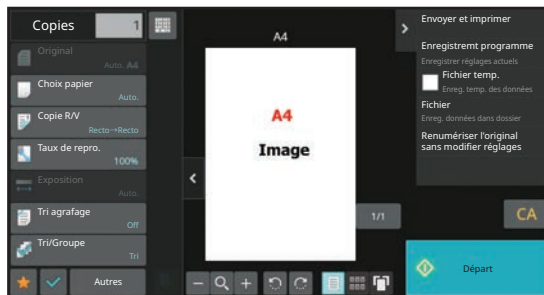 Copies 1
Original
Auto. A4
Choix papier
Auto.
Copie R/V
Recto→Recto
Taux de repro.
100%
Exposition
Auto.
Tri agrafage
Off
Tri/Groupe
Tri
Autres
A4
A4
Image
1/1
Envoyer et imprimer
Enregistremt programme
Enregistrer réglages actuels
Fichier temp.
Enreg. temp. des données
Fichier
Enreg. données dans dossier
Renumériser l'original
sans modifier réglages
CA
Départ